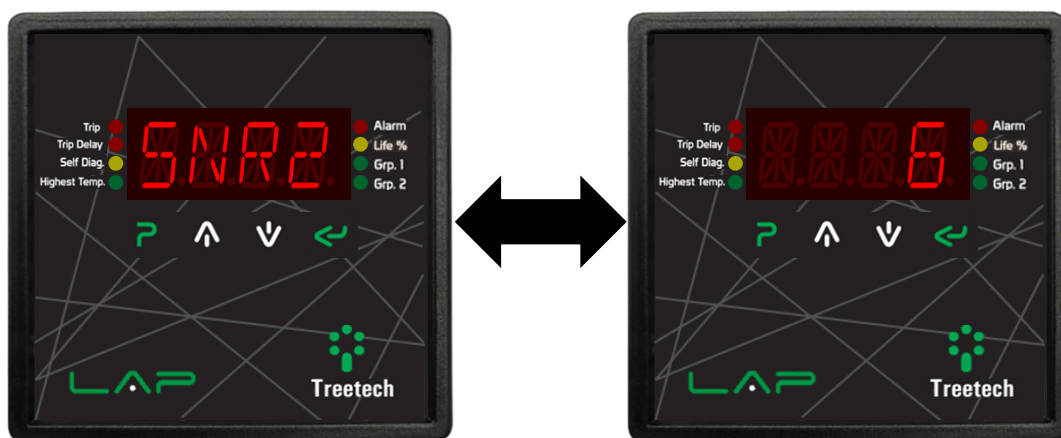 Trip
Trip Delay
Self Diag.
Highest Temp.
SNR2
Alarm
Life %
Grp. 1
Grp. 2
P
LAP
Treetech
Trip
Trip Delay
Self Diag.
Highest Temp.
6
Alarm
Life %
Grp. 1
Grp. 2
P
LAP
Treetech